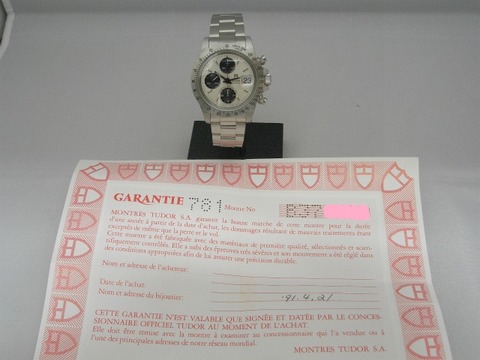 GARANTIE 781 Montre No
MONTRES TUDOR S.A. garantit la bonne marche de cette montre pour la durée
d'une année à partir de la date d'achat, les dommages résultant de mauvais traitements étant
exceptés de même que la perte et le vol.
Cette montre a été fabriquée avec des matériaux de première qualité, sélectionnés et scien-
tifiquement contrôlés. Elle a subi des épreuves très sévères et son mouvement a été réglé dans
des conditions appropriées afin de lui assurer une précision durable.
Nom et adresse de l'acheteur:
Date de l'achat:
Nom et adresse du bijoutier: '91.4.21
CETTE GARANTIE N'EST VALABLE QUE SIGNÉE ET DATÉE PAR LE CONCES-
SIONNAIRE OFFICIEL TUDOR AU MOMENT DE L'ACHAT.
Elle doit être remise avec la montre à examiner au concessionnaire qui l'a vendue ou à
l'une des principales adresses de notre réseau mondial.
MONTRES TUDOR S.A.